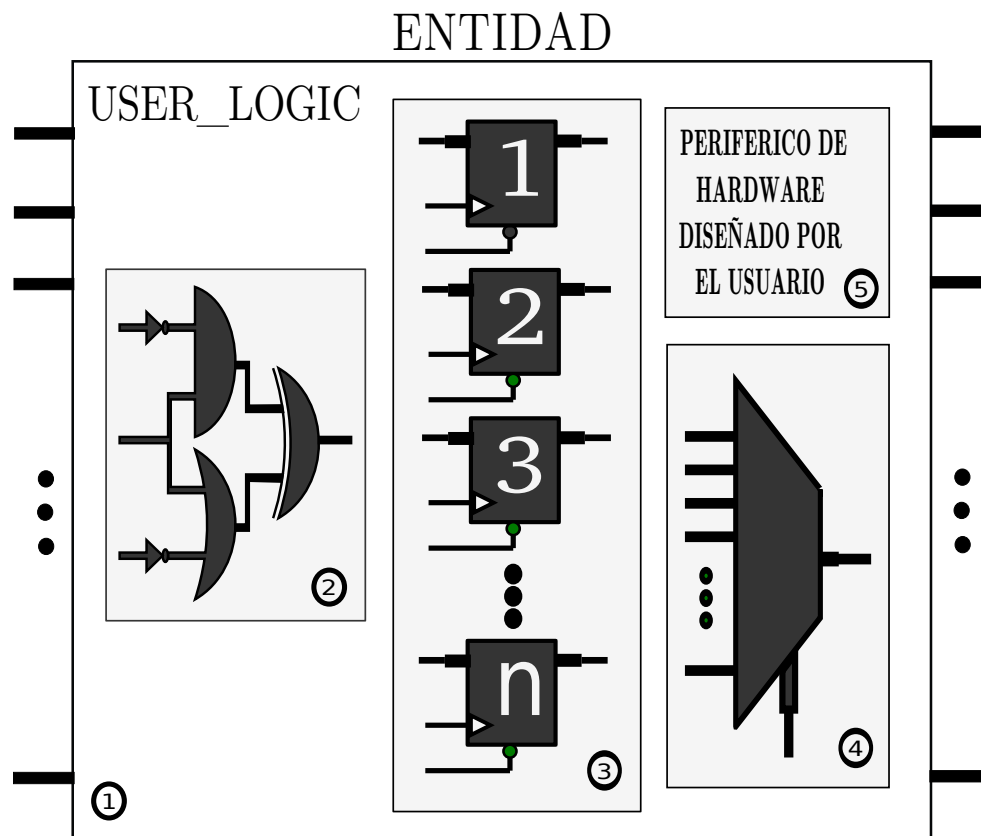 ENTIDAD
USER_LOGIC
1
2
3
n
PERIFERICO DE
HARDWARE
DISEÑADO POR
EL USUARIO
5
2
3
4
1